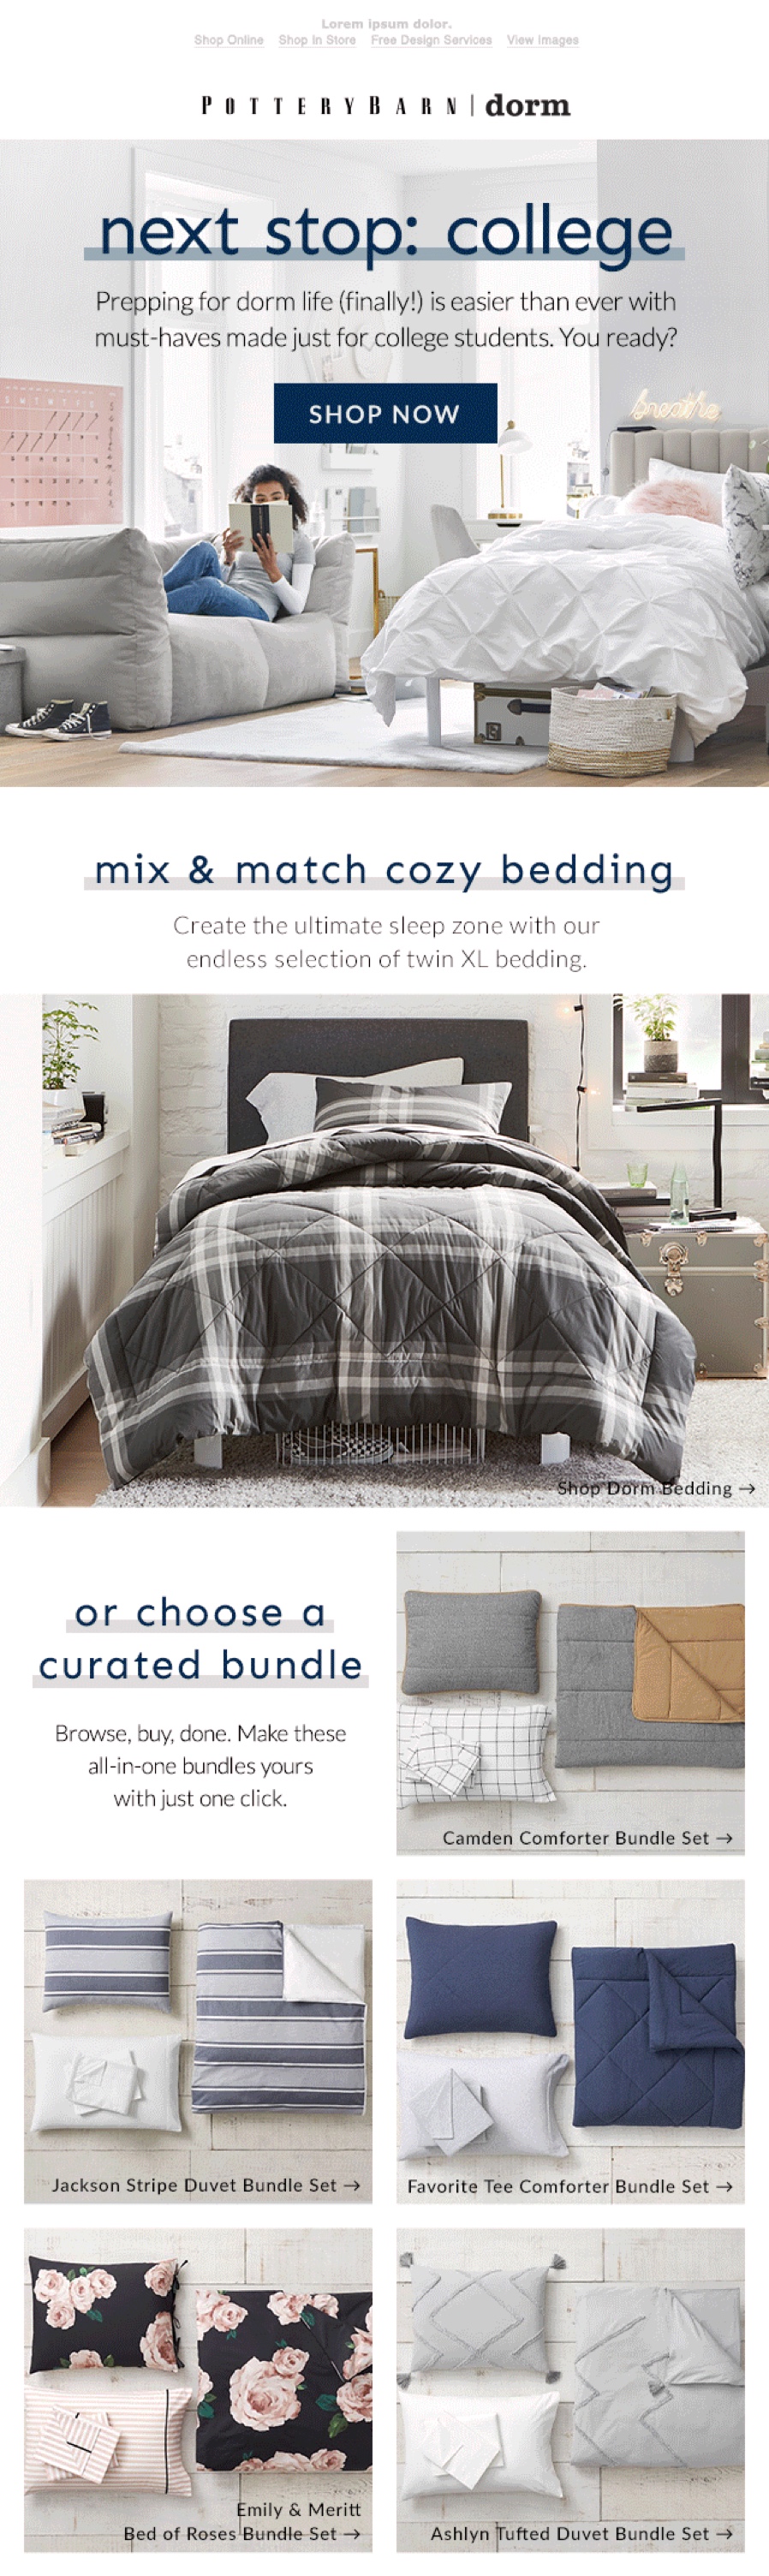 Lorem ipsum dolor.
Shop Online Shop In Store Free Design Services View Images
POTTERYBARN | dorm
next stop: college
Prepping for dorm life (finally!) is easier than ever with
must-haves made just for college students. You ready?
SHOP NOW
breathe
S M T W T F S
mix & match cozy bedding
Create the ultimate sleep zone with our
endless selection of twin XL bedding.
Shop Dorm Bedding →
or choose a
curated bundle
Browse, buy, done. Make these
all-in-one bundles yours
with just one click.
Camden Comforter Bundle Set →
Jackson Stripe Duvet Bundle Set →
Favorite Tee Comforter Bundle Set →
Emily & Meritt
Bed of Roses Bundle Set →
Ashlyn Tufted Duvet Bundle Set →